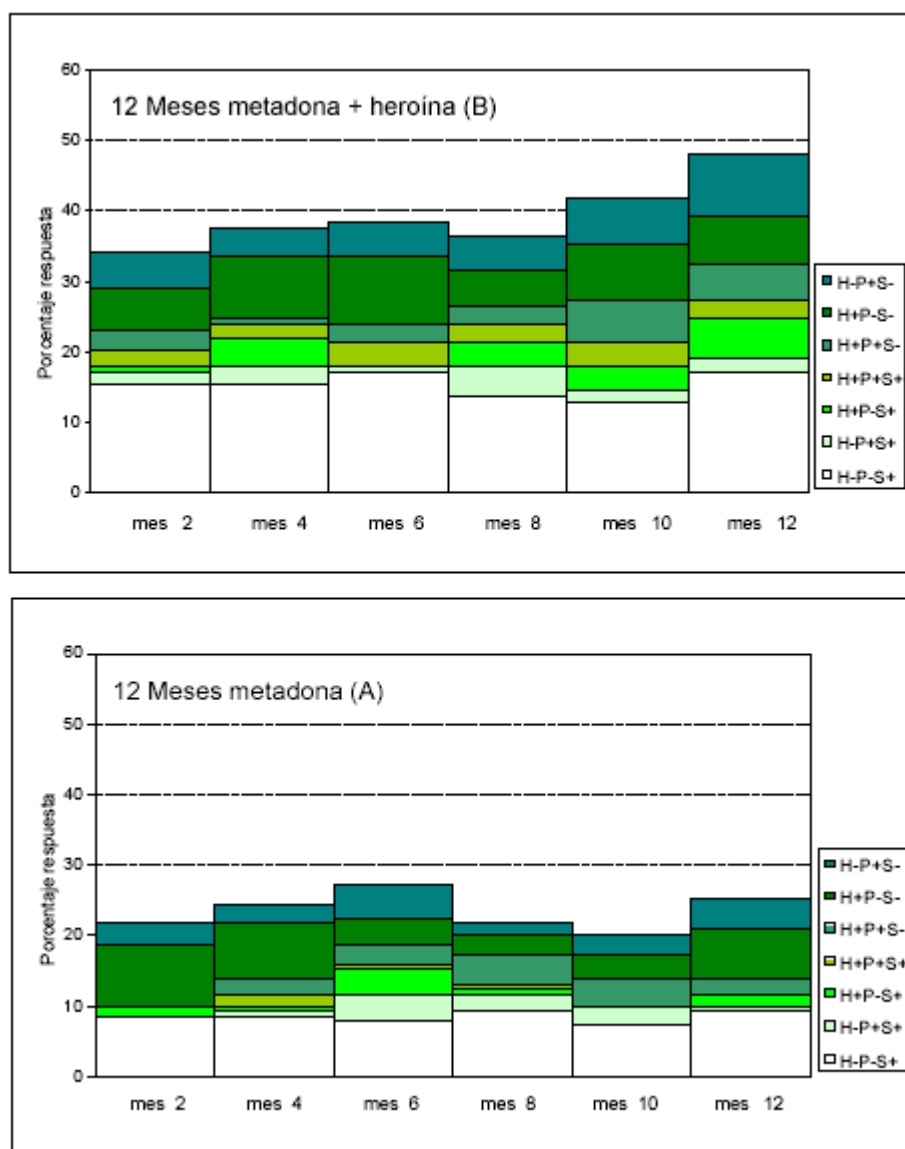 60
12 Meses metadona + heroína (B)
50
40
30
20
10
0
Porcentaje respuesta
mes 2 mes 4 mes 6 mes 8 mes 10 mes 12
H-P+S-
H+P-S-
H+P+S-
H+P+S+
H+P-S+
H-P+S+
H-P-S+
60
12 Meses metadona (A)
50
40
30
20
10
0
Porcentaje respuesta
mes 2 mes 4 mes 6 mes 8 mes 10 mes 12
H-P+S-
H+P-S-
H+P+S-
H+P+S+
H+P-S+
H-P+S+
H-P-S+